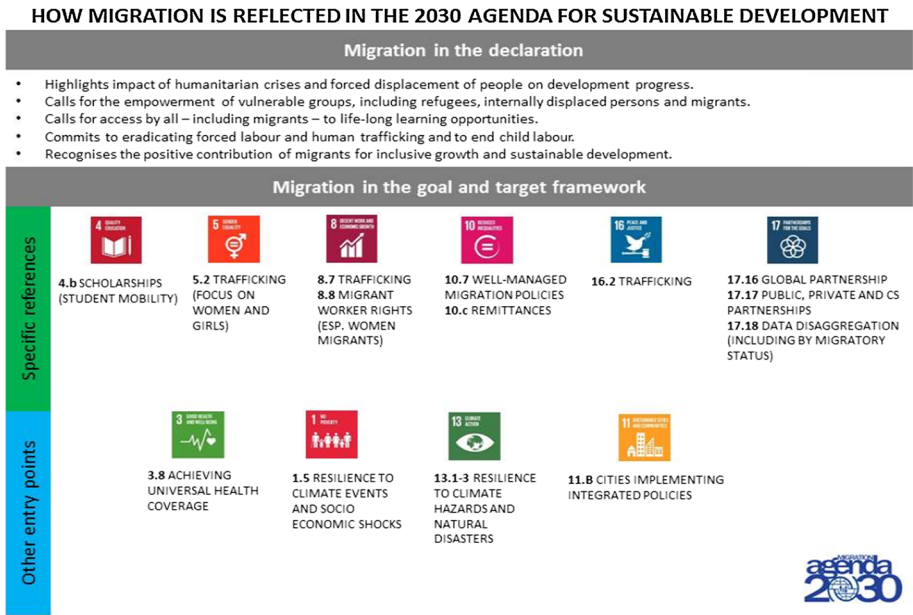 HOW MIGRATION IS REFLECTED IN THE 2030 AGENDA FOR SUSTAINABLE DEVELOPMENT
Migration in the declaration
• Highlights impact of humanitarian crises and forced displacement of people on development progress.
• Calls for the empowerment of vulnerable groups, including refugees, internally displaced persons and migrants.
• Calls for access by all – including migrants – to life-long learning opportunities.
• Commits to eradicating forced labour and human trafficking and to end child labour.
• Recognises the positive contribution of migrants for inclusive growth and sustainable development.
Migration in the goal and target framework
Specific references
4 QUALITY
EDUCATION
4.b SCHOLARSHIPS
(STUDENT MOBILITY)
5 GENDER
EQUALITY
5.2 TRAFFICKING
(FOCUS ON
WOMEN AND
GIRLS)
8 DECENT WORK AND
ECONOMIC GROWTH
8.7 TRAFFICKING
8.8 MIGRANT
WORKER RIGHTS
(ESP. WOMEN
MIGRANTS)
10 REDUCED
INEQUALITIES
10.7 WELL-MANAGED
MIGRATION POLICIES
10.c REMITTANCES
16 PEACE AND
JUSTICE
16.2 TRAFFICKING
17 PARTNERSHIPS
FOR THE GOALS
17.16 GLOBAL PARTNERSHIP
17.17 PUBLIC, PRIVATE AND CS
PARTNERSHIPS
17.18 DATA DISAGGREGATION
(INCLUDING BY MIGRATORY
STATUS)
Other entry points
3 GOOD HEALTH
AND WELL-BEING
3.8 ACHIEVING
UNIVERSAL HEALTH
COVERAGE
1 NO
POVERTY
1.5 RESILIENCE TO
CLIMATE EVENTS
AND SOCIO
ECONOMIC SHOCKS
13 CLIMATE
ACTION
13.1-3 RESILIENCE
TO CLIMATE
HAZARDS AND
NATURAL
DISASTERS
11 SUSTAINABLE CITIES
AND COMMUNITIES
11.B CITIES IMPLEMENTING
INTEGRATED POLICIES
MIGRATION
agenda
2030